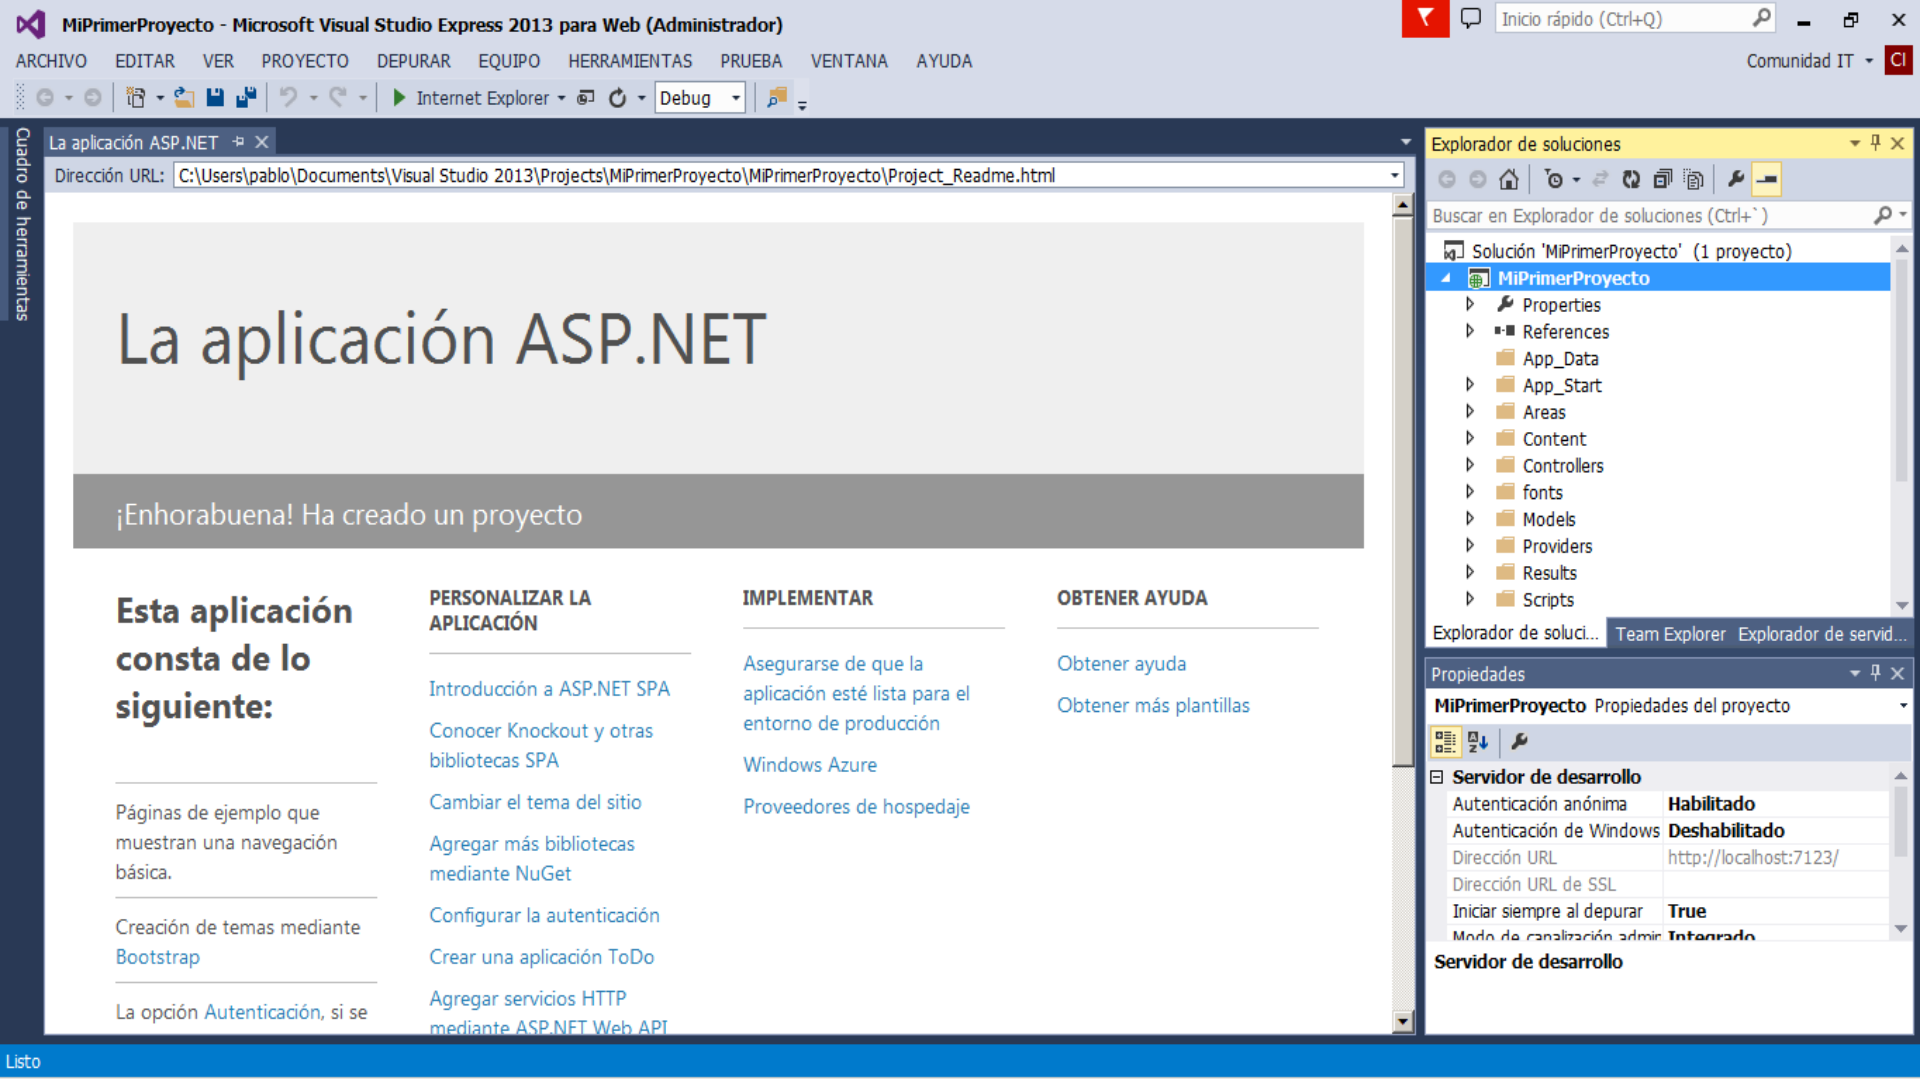 MiPrimerProyecto - Microsoft Visual Studio Express 2013 para Web (Administrador)
Inicio rápido (Ctrl+Q)
ARCHIVO EDITAR VER PROYECTO DEPURAR EQUIPO HERRAMIENTAS PRUEBA VENTANA AYUDA
Comunidad IT CI
Internet Explorer Debug
Cuadro de herramientas
La aplicación ASP.NET
Dirección URL: C:\Users\pablo\Documents\Visual Studio 2013\Projects\MiPrimerProyecto\MiPrimerProyecto\Project_Readme.html
La aplicación ASP.NET
¡Enhorabuena! Ha creado un proyecto
Esta aplicación
consta de lo
siguiente:
Páginas de ejemplo que
muestran una navegación
básica.
Creación de temas mediante
Bootstrap
La opción Autenticación, si se
PERSONALIZAR LA
APLICACIÓN
Introducción a ASP.NET SPA
Conocer Knockout y otras
bibliotecas SPA
Cambiar el tema del sitio
Agregar más bibliotecas
mediante NuGet
Configurar la autenticación
Crear una aplicación ToDo
Agregar servicios HTTP
mediante ASP.NET Web API
IMPLEMENTAR
Asegurarse de que la
aplicación esté lista para el
entorno de producción
Windows Azure
Proveedores de hospedaje
OBTENER AYUDA
Obtener ayuda
Obtener más plantillas
Explorador de soluciones
Buscar en Explorador de soluciones (Ctrl+`)
Solución 'MiPrimerProyecto' (1 proyecto)
MiPrimerProyecto
Properties
References
App_Data
App_Start
Areas
Content
Controllers
fonts
Models
Providers
Results
Scripts
Explorador de soluci... Team Explorer Explorador de servid...
Propiedades
MiPrimerProyecto Propiedades del proyecto
Servidor de desarrollo
Autenticación anónima Habilitado
Autenticación de Windows Deshabilitado
Dirección URL http://localhost:7123/
Dirección URL de SSL
Iniciar siempre al depurar True
Modo de canalización admin Integrado
Servidor de desarrollo
Listo